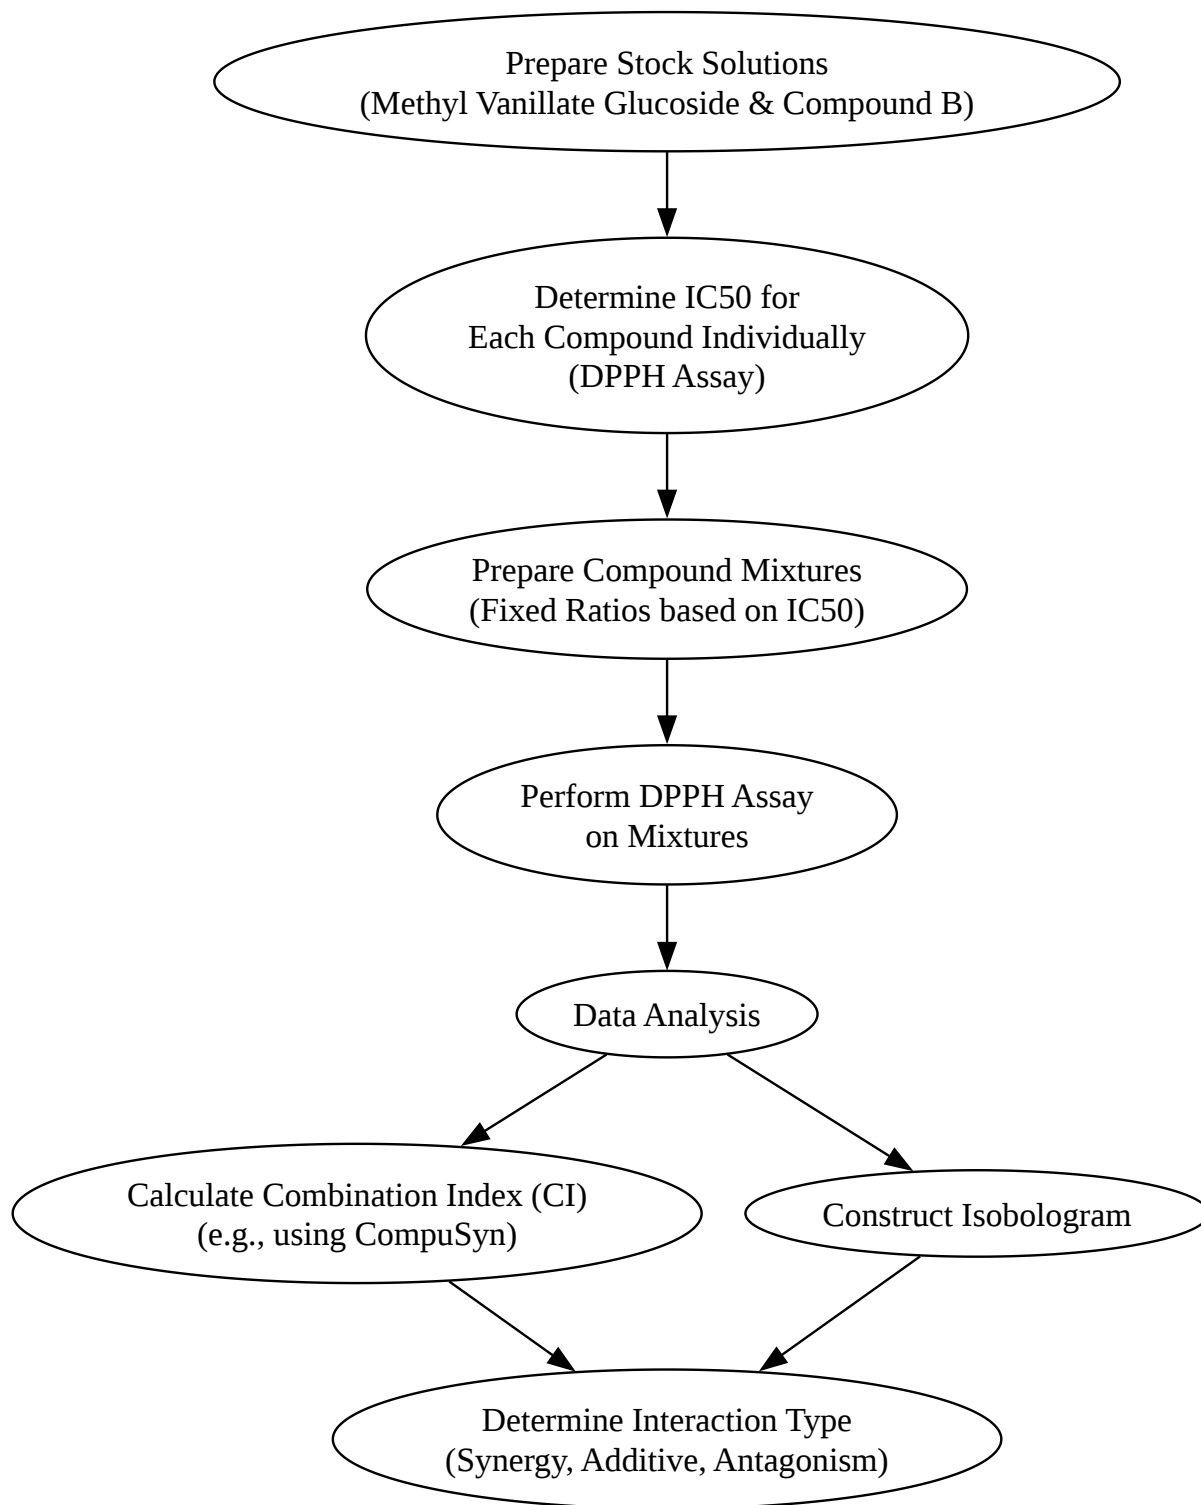 Prepare Stock Solutions
(Methyl Vanillate Glucoside & Compound B)
Determine IC50 for
Each Compound Individually
(DPPH Assay)
Prepare Compound Mixtures
(Fixed Ratios based on IC50)
Perform DPPH Assay
on Mixtures
Data Analysis
Calculate Combination Index (CI)
(e.g., using CompuSyn)
Construct Isobologram
Determine Interaction Type
(Synergy, Additive, Antagonism)